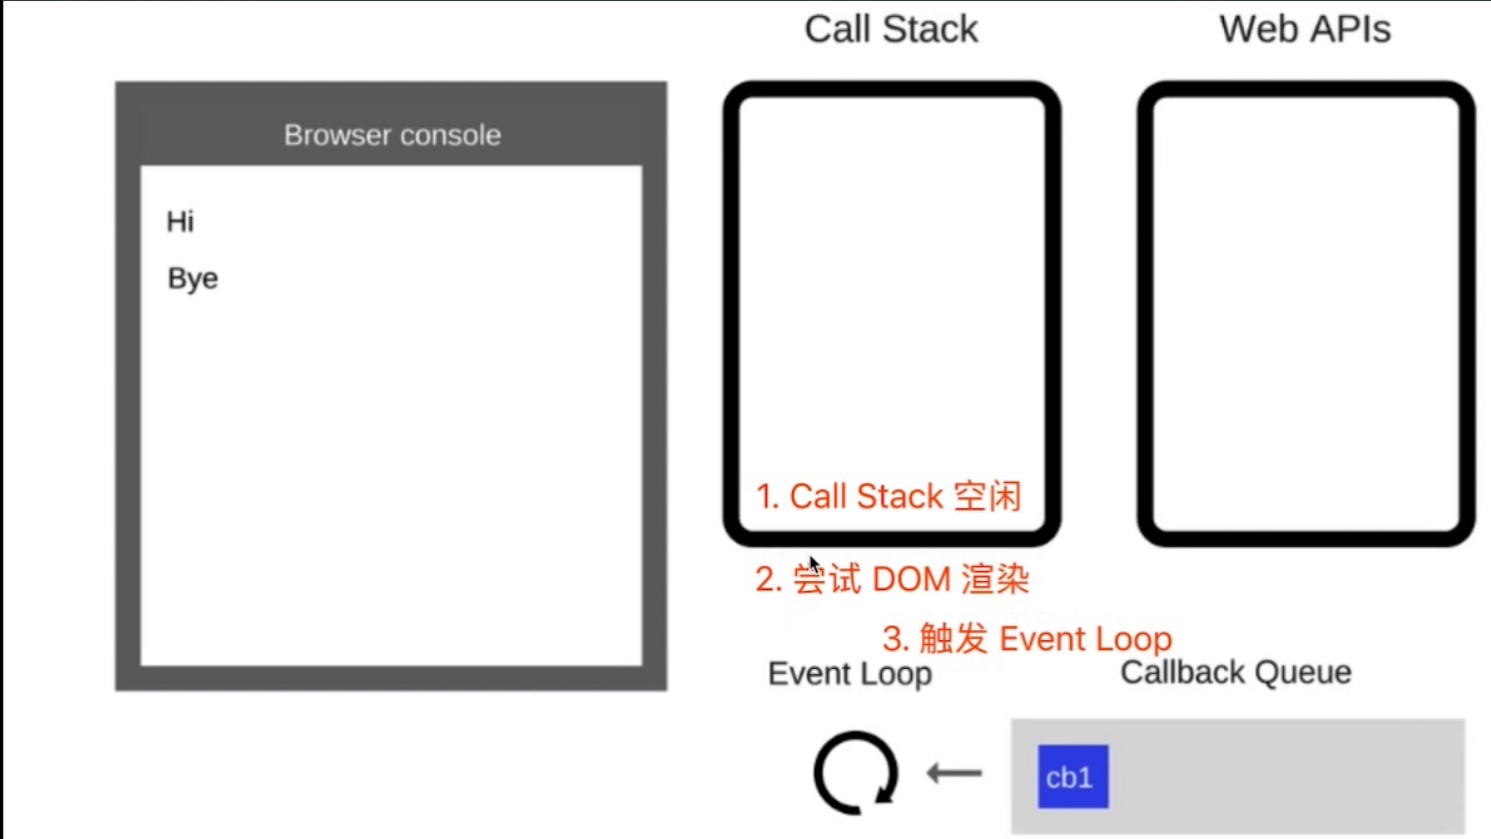 Call Stack
Web APIs
Browser console
Hi
Bye
1. Call Stack 空闲
2. 尝试 DOM 渲染
3. 触发 Event Loop
Event Loop
Callback Queue
cb1